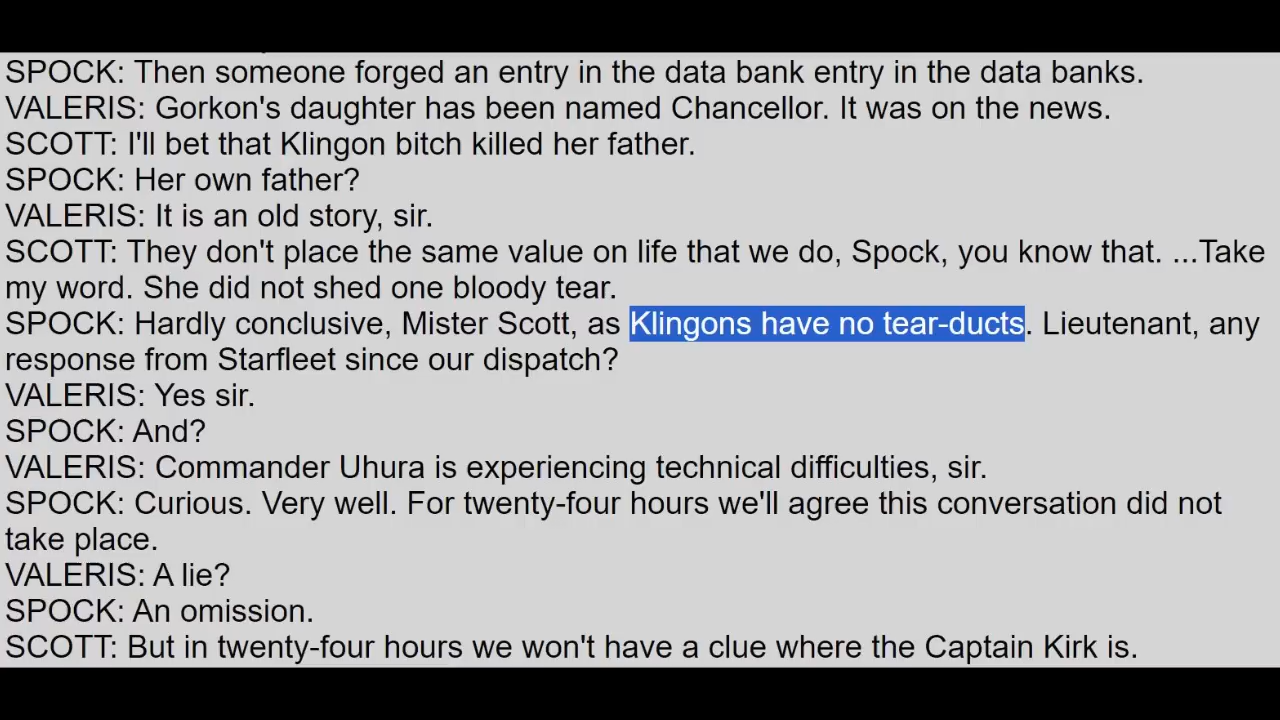 SPOCK: Then someone forged an entry in the data bank entry in the data banks.
VALERIS: Gorkon's daughter has been named Chancellor. It was on the news.
SCOTT: I'll bet that Klingon bitch killed her father.
SPOCK: Her own father?
VALERIS: It is an old story, sir.
SCOTT: They don't place the same value on life that we do, Spock, you know that. ...Take
my word. She did not shed one bloody tear.
SPOCK: Hardly conclusive, Mister Scott, as Klingons have no tear-ducts. Lieutenant, any
response from Starfleet since our dispatch?
VALERIS: Yes sir.
SPOCK: And?
VALERIS: Commander Uhura is experiencing technical difficulties, sir.
SPOCK: Curious. Very well. For twenty-four hours we'll agree this conversation did not
take place.
VALERIS: A lie?
SPOCK: An omission.
SCOTT: But in twenty-four hours we won't have a clue where the Captain Kirk is.